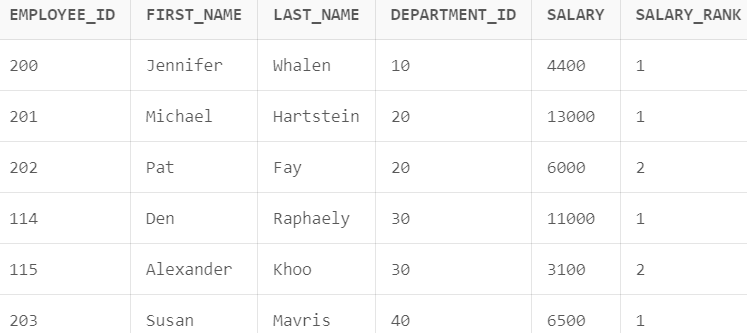 EMPLOYEE_ID FIRST_NAME LAST_NAME DEPARTMENT_ID SALARY SALARY_RANK
200 Jennifer Whalen 10 4400 1
201 Michael Hartstein 20 13000 1
202 Pat Fay 20 6000 2
114 Den Raphaely 30 11000 1
115 Alexander Khoo 30 3100 2
203 Susan Mavris 40 6500 1